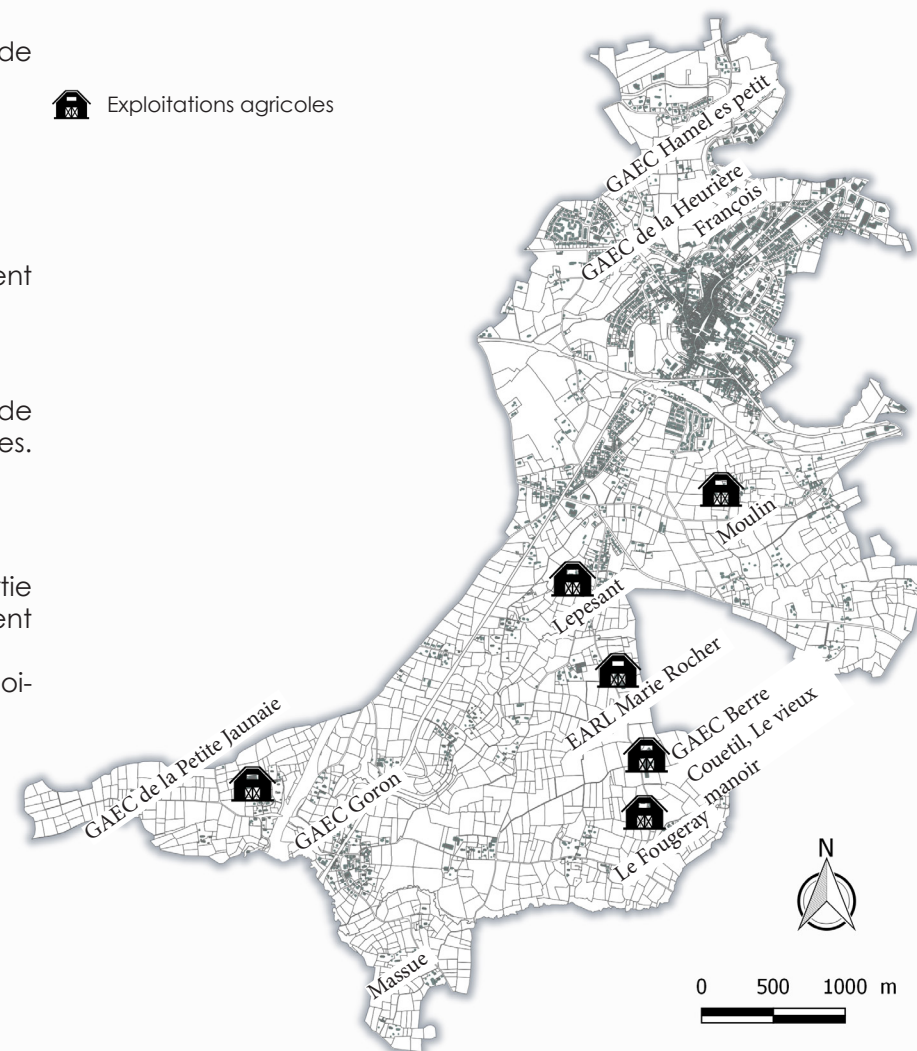 de
Exploitations agricoles
ent
de
es.
tie
ent
oi-
GAEC Hamel es petit
GAEC de la Heurière
François
Moulin
Lepesant
EARL Marie Rocher
GAEC Berre
Couetil, Le vieux
manoir
Le Fougeray
GAEC de la Petite Jaunaie
GAEC Goron
Massue
N
0 500 1000 m